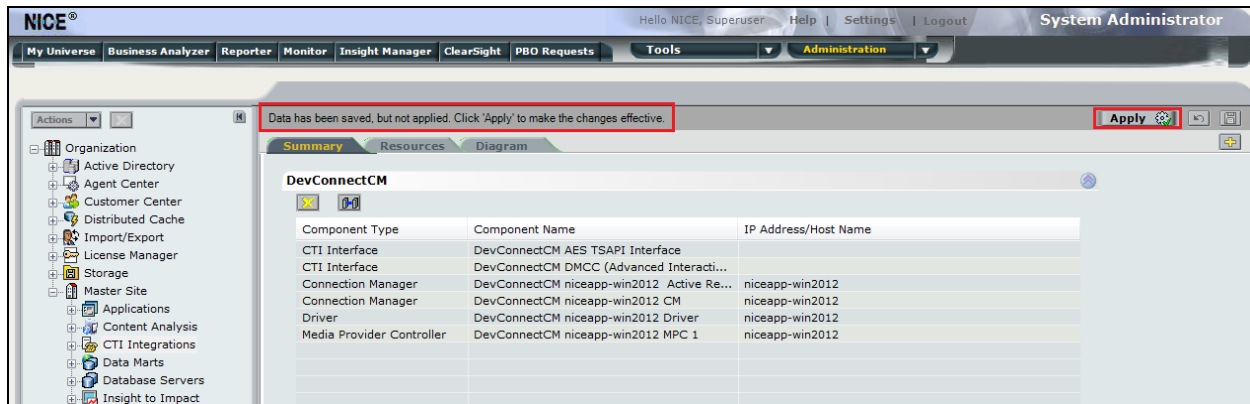 NICE®
Hello NICE, Superuser Help | Settings | Logout System Administrator
My Universe Business Analyzer Reporter Monitor Insight Manager ClearSight PBO Requests Tools Administration
Actions
Data has been saved, but not applied. Click 'Apply' to make the changes effective.
Apply
Organization
Active Directory
Agent Center
Customer Center
Distributed Cache
Import/Export
License Manager
Storage
Master Site
Applications
Content Analysis
CTI Integrations
Data Marts
Database Servers
Insight to Impact
Summary Resources Diagram
DevConnectCM
Component Type Component Name IP Address/Host Name
CTI Interface DevConnectCM AES TSAPI Interface
CTI Interface DevConnectCM DMCC (Advanced Interacti...
Connection Manager DevConnectCM niceapp-win2012 Active Re... niceapp-win2012
Connection Manager DevConnectCM niceapp-win2012 CM niceapp-win2012
Driver DevConnectCM niceapp-win2012 Driver niceapp-win2012
Media Provider Controller DevConnectCM niceapp-win2012 MPC 1 niceapp-win2012